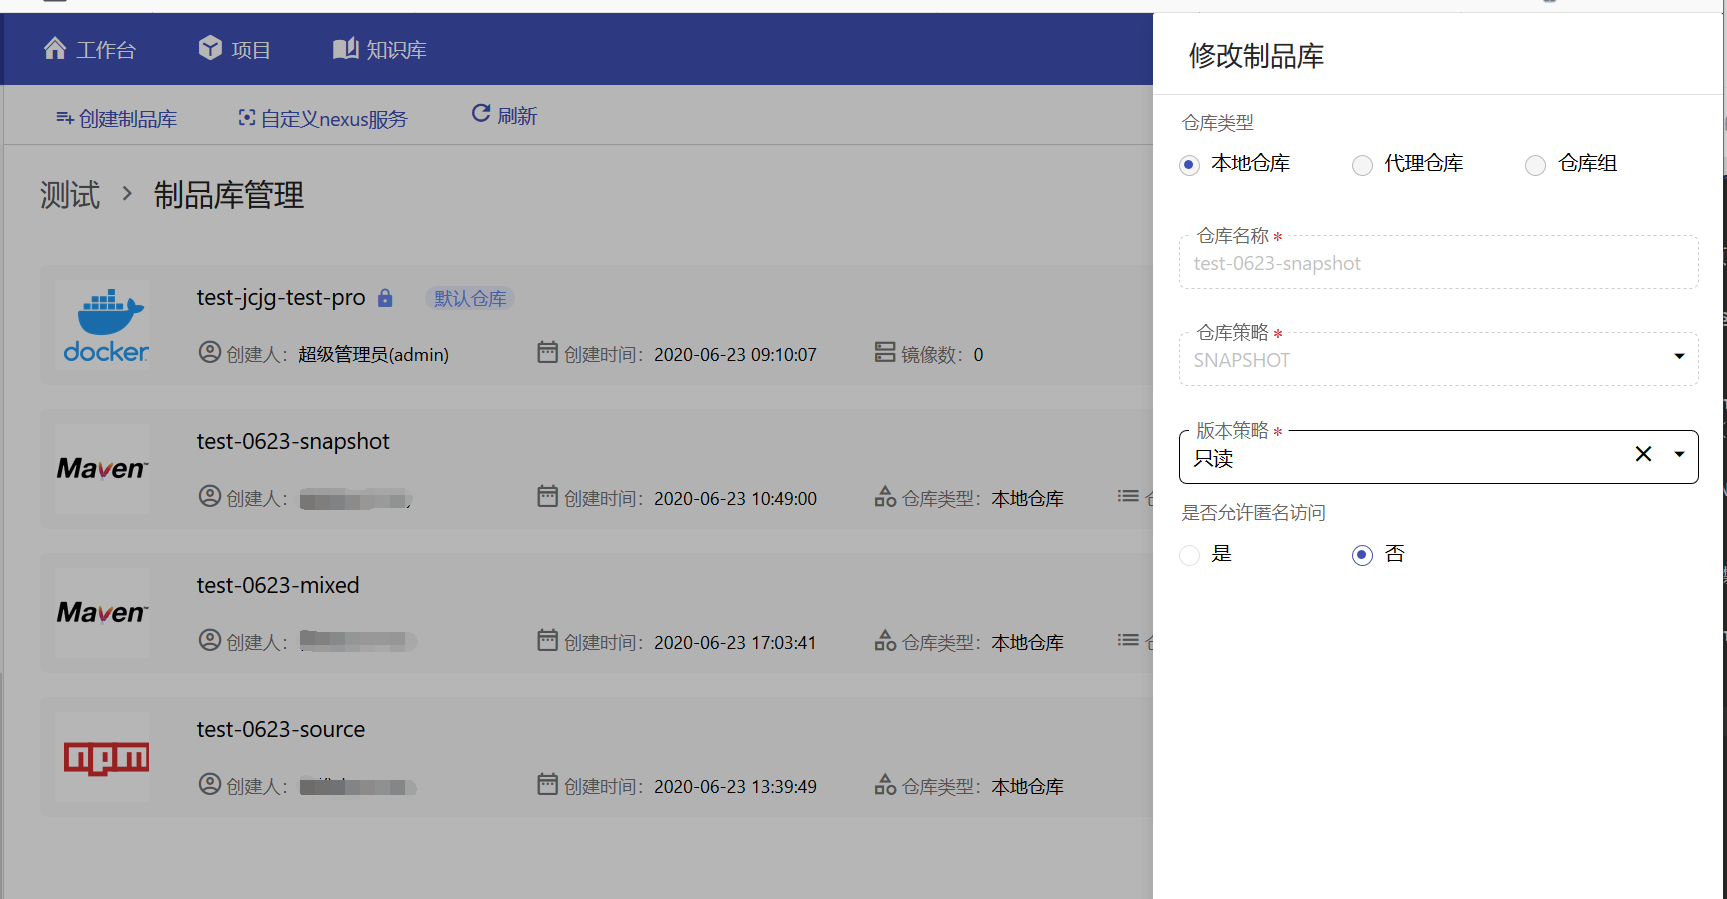 工作台 项目 知识库
创建制品库 自定义nexus服务 刷新
测试 > 制品库管理
docker
test-jcjg-test-pro 默认仓库
创建人： 超级管理员(admin) 创建时间： 2020-06-23 09:10:07 镜像数： 0
Maven™
test-0623-snapshot
创建人： 创建时间： 2020-06-23 10:49:00 仓库类型： 本地仓库
Maven™
test-0623-mixed
创建人： 创建时间： 2020-06-23 17:03:41 仓库类型： 本地仓库
npm
test-0623-source
创建人： 创建时间： 2020-06-23 13:39:49 仓库类型： 本地仓库
修改制品库
仓库类型
本地仓库 代理仓库 仓库组
仓库名称 *
test-0623-snapshot
仓库策略 *
SNAPSHOT
版本策略 *
只读
是否允许匿名访问
是 否